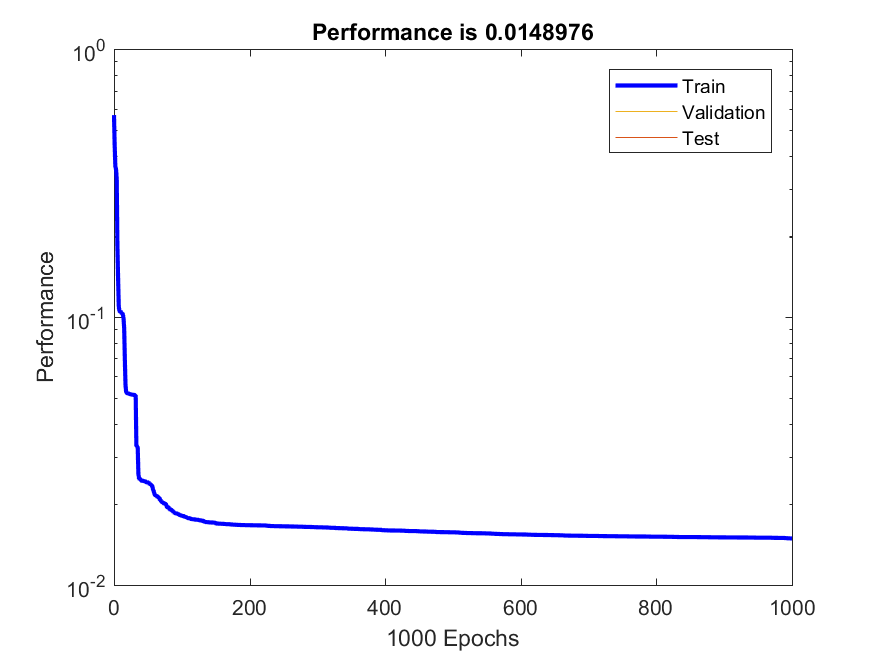 Performance is 0.0148976
10^0
Train
Validation
Test
Performance
10^-1
10^-2
0 200 400 600 800 1000
1000 Epochs